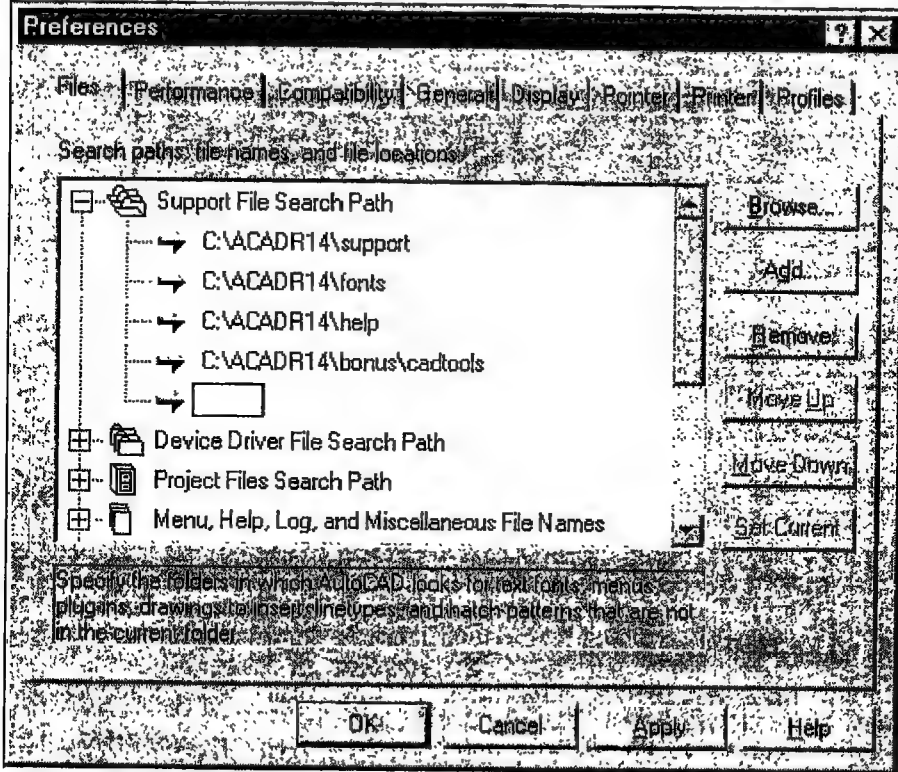 Preferences
Files Performance Compatibility General Display Pointer Printer Profiles
Search paths, file names, and file locations:
Support File Search Path
Browse...
C:\ACADR14\support
Add...
C:\ACADR14\fonts
C:\ACADR14\help
Remove
C:\ACADR14\bonus\cadtools
Move Up
Device Driver File Search Path
Move Down
Project Files Search Path
Menu, Help, Log, and Miscellaneous File Names
Set Current
Specify the folders in which AutoCAD looks for text fonts, menus,
plug-ins, drawings to insert, linetypes, and hatch patterns that are not
in the current folder.
OK Cancel Apply Help